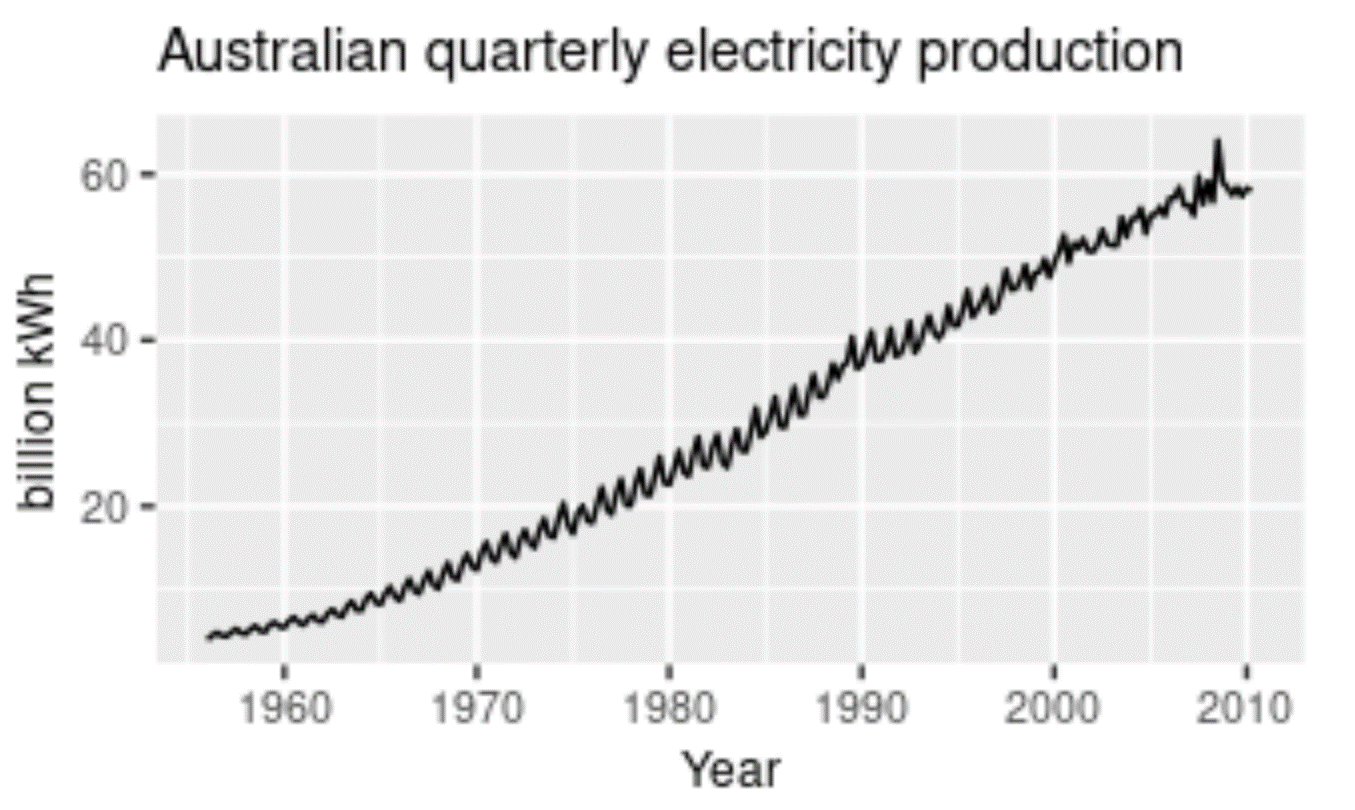 Australian quarterly electricity production
billion kWh
60
40
20
1960 1970 1980 1990 2000 2010
Year